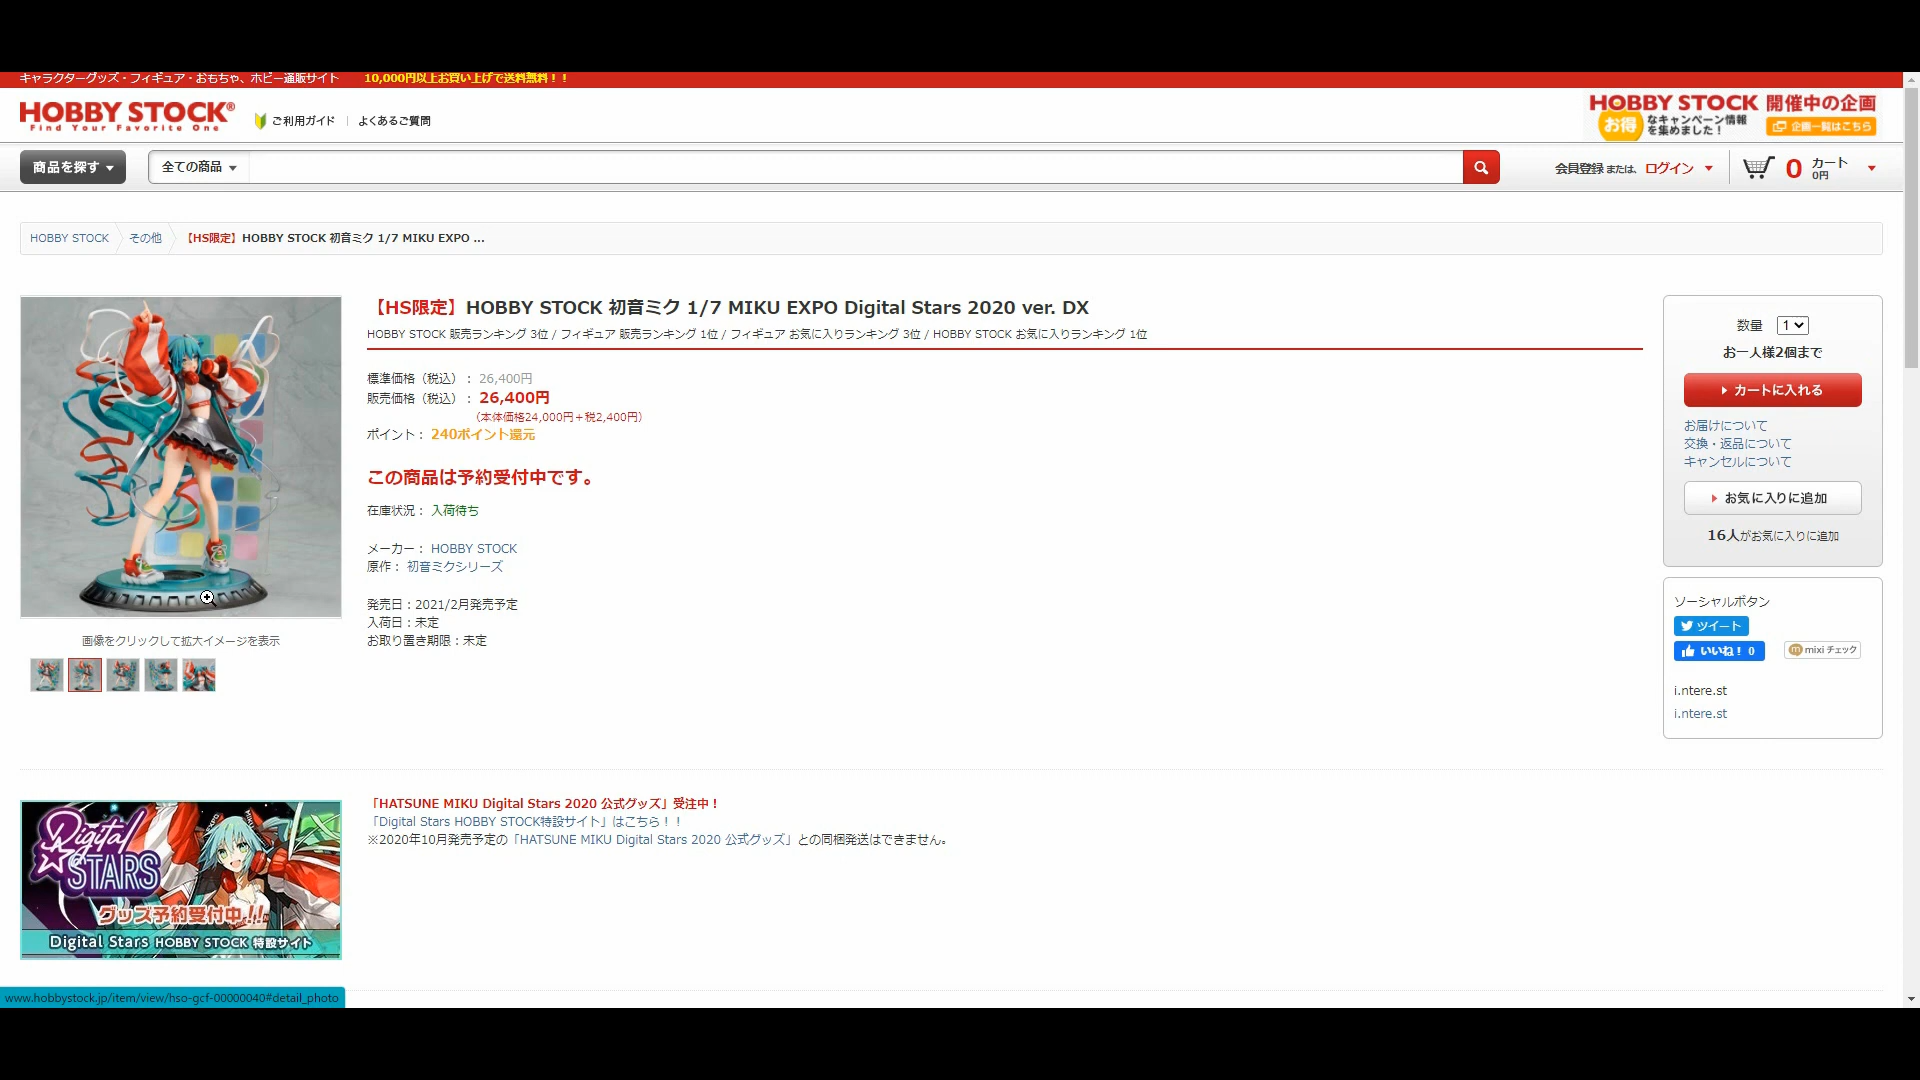 キャラクターグッズ・フィギュア・おもちゃ、ホビー通販サイト 10,000円以上お買い上げで送料無料！！
HOBBY STOCK®
Find Your Favorite One
ご利用ガイド
よくあるご質問
HOBBY STOCK 開催中の企画
お得 なキャンペーン情報を集めました！
企画一覧はこちら
商品を探す
全ての商品
会員登録 または、 ログイン
0 カート
0円
HOBBY STOCK
その他
【HS限定】HOBBY STOCK 初音ミク 1/7 MIKU EXPO ...
【HS限定】HOBBY STOCK 初音ミク 1/7 MIKU EXPO Digital Stars 2020 ver. DX
HOBBY STOCK 販売ランキング 3位 / フィギュア 販売ランキング 1位 / フィギュア お気に入りランキング 3位 / HOBBY STOCK お気に入りランキング 1位
標準価格（税込）： 26,400円
販売価格（税込）： 26,400円
（本体価格24,000円＋税2,400円）
ポイント： 240ポイント還元
この商品は予約受付中です。
在庫状況： 入荷待ち
メーカー： HOBBY STOCK
原作： 初音ミクシリーズ
発売日：2021/2月発売予定
入荷日：未定
お取り置き期限：未定
画像をクリックして拡大イメージを表示
数量 1
お一人様2個まで
カートに入れる
お届けについて
交換・返品について
キャンセルについて
お気に入りに追加
16人がお気に入りに追加
ソーシャルボタン
ツイート
いいね！ 0
mixi チェック
i.ntere.st
i.ntere.st
「HATSUNE MIKU Digital Stars 2020 公式グッズ」受注中！
「Digital Stars HOBBY STOCK特設サイト」はこちら！！
※2020年10月発売予定の「HATSUNE MIKU Digital Stars 2020 公式グッズ」との同梱発送はできません。
Digital
STARS
グッズ予約受付中!!
Digital Stars HOBBY STOCK 特設サイト
www.hobbystock.jp/item/view/hso-gcf-00000040#detail_photo